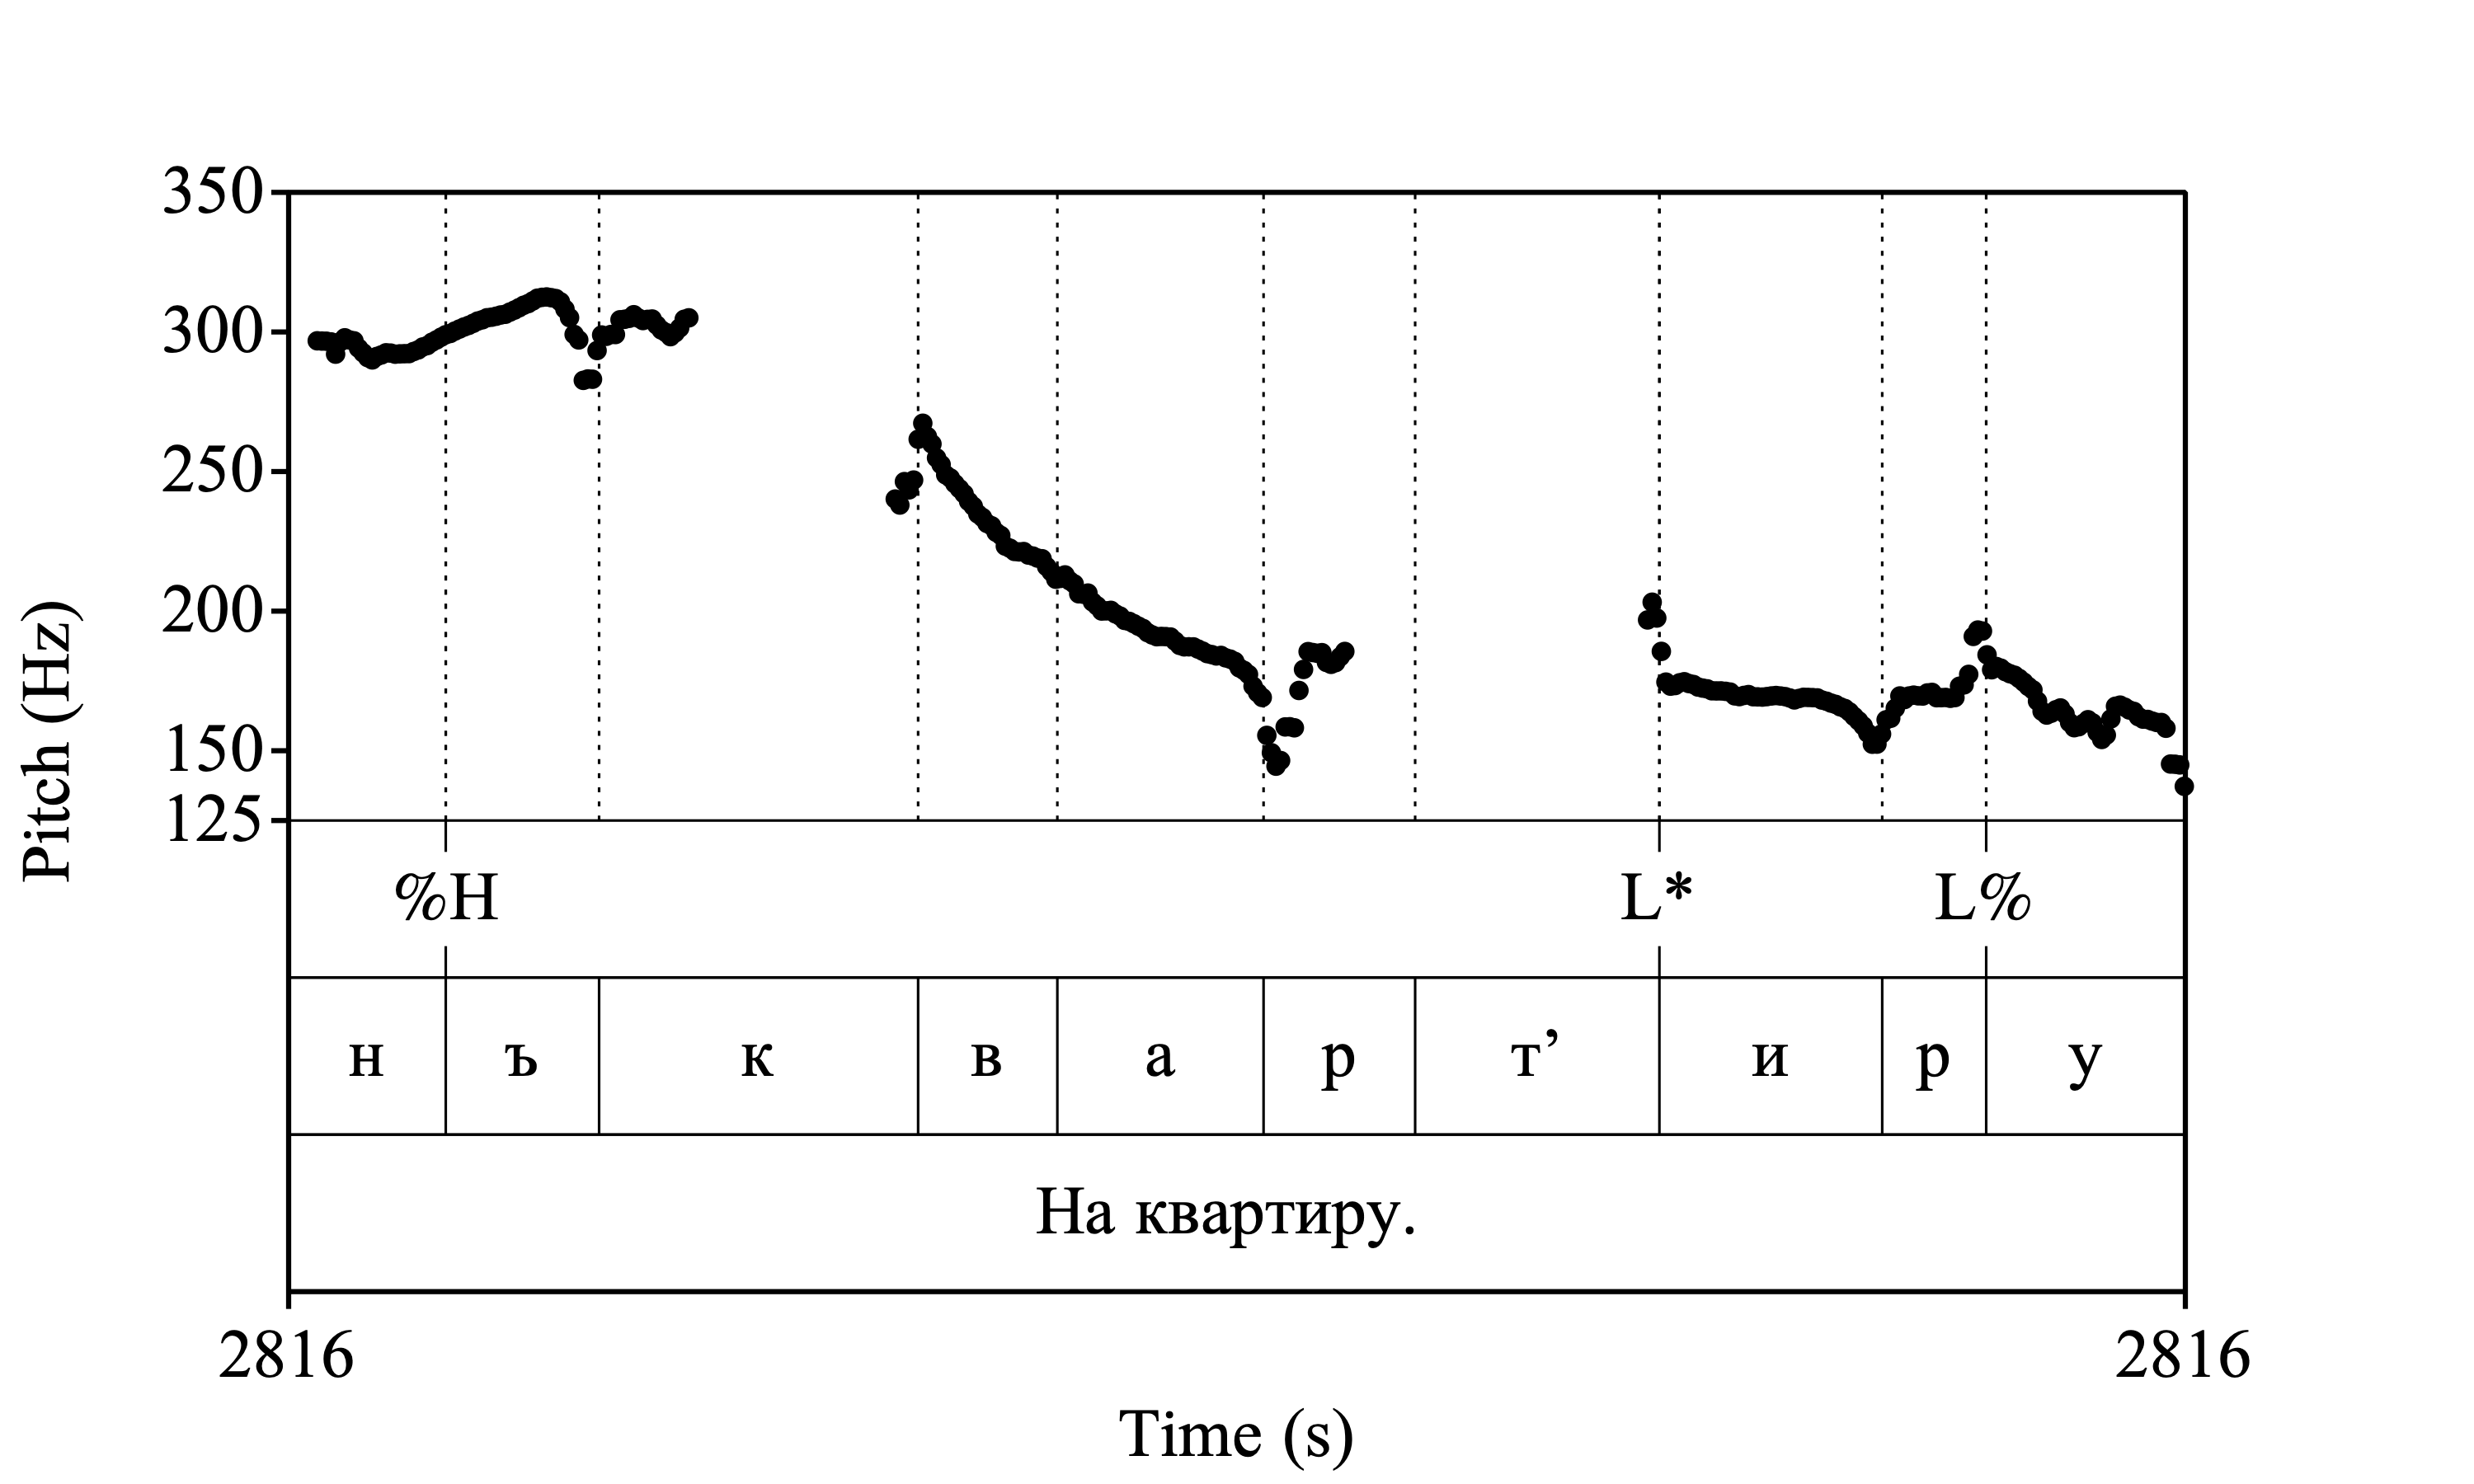 Pitch (Hz)
350
300
250
200
150
125
%H L* L%
н ъ к в а р т’ и р у
На квартиру.
2816 2816
Time (s)